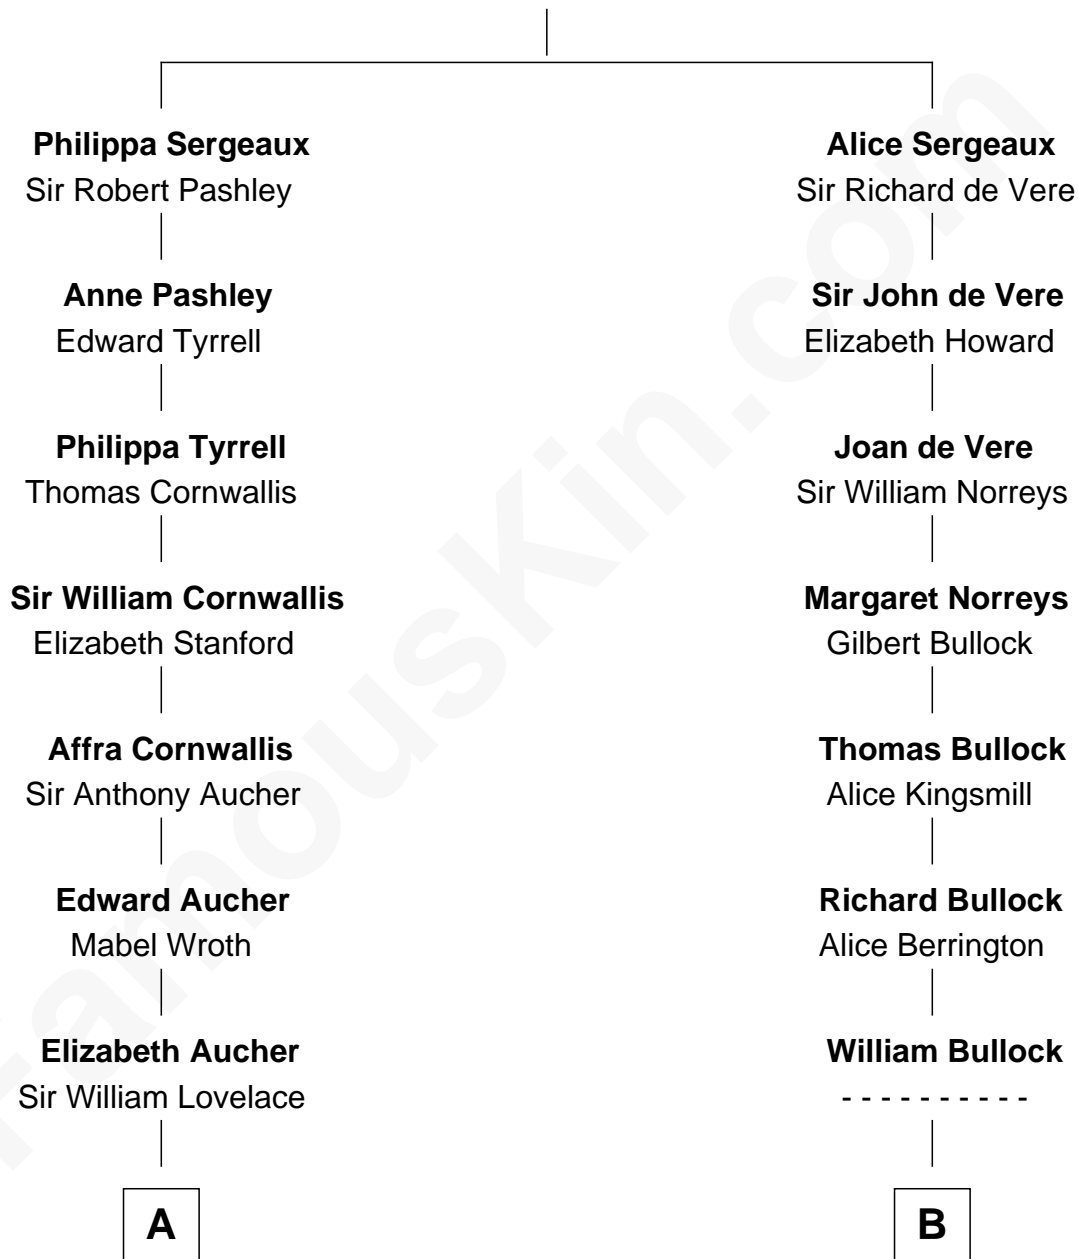 Philippa Sergeaux
Sir Robert Pashley
Anne Pashley
Edward Tyrrell
Philippa Tyrrell
Thomas Cornwallis
Sir William Cornwallis
Elizabeth Stanford
Affra Cornwallis
Sir Anthony Aucher
Edward Aucher
Mabel Wroth
Elizabeth Aucher
Sir William Lovelace
A
Alice Sergeaux
Sir Richard de Vere
Sir John de Vere
Elizabeth Howard
Joan de Vere
Sir William Norreys
Margaret Norreys
Gilbert Bullock
Thomas Bullock
Alice Kingsmill
Richard Bullock
Alice Berrington
William Bullock
- - - - - - - - - -
B
FamousKin.com